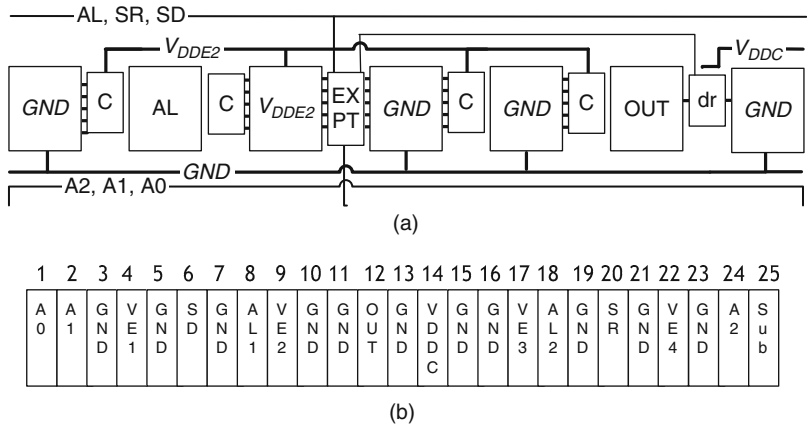 AL, SR, SD
V_DDE2 V_DDC
GND C AL C V_DDE2 EX PT GND C GND C OUT dr GND
GND
A2, A1, A0
(a)
1 2 3 4 5 6 7 8 9 10 11 12 13 14 15 16 17 18 19 20 21 22 23 24 25
A0 A1 GND VE1 GND SD GND AL1 VE2 GND GND OUT GND VDDC GND GND VE3 AL2 GND SR GND VE4 GND A2 Sub
(b)